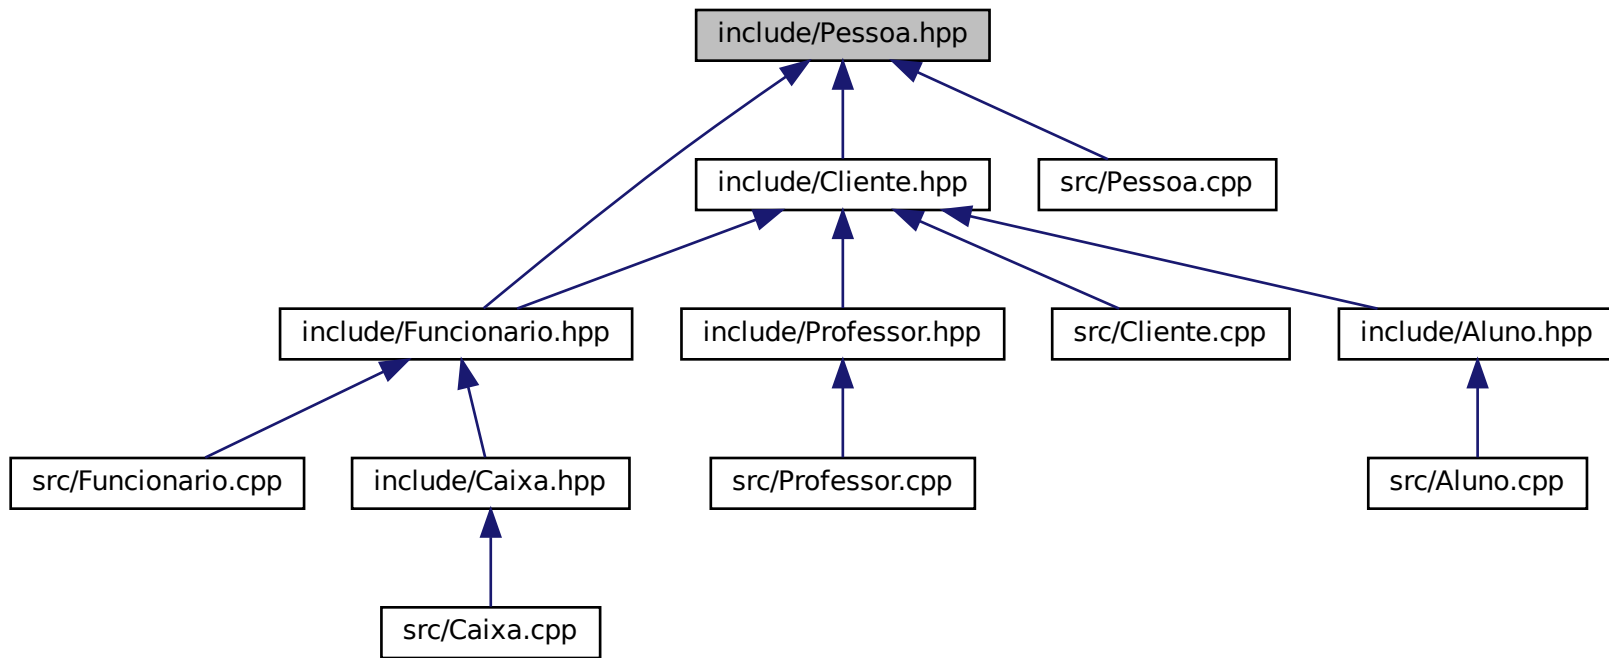 include/Pessoa.hpp
include/Cliente.hpp
src/Pessoa.cpp
include/Funcionario.hpp
include/Professor.hpp
src/Cliente.cpp
include/Aluno.hpp
src/Funcionario.cpp
include/Caixa.hpp
src/Professor.cpp
src/Aluno.cpp
src/Caixa.cpp